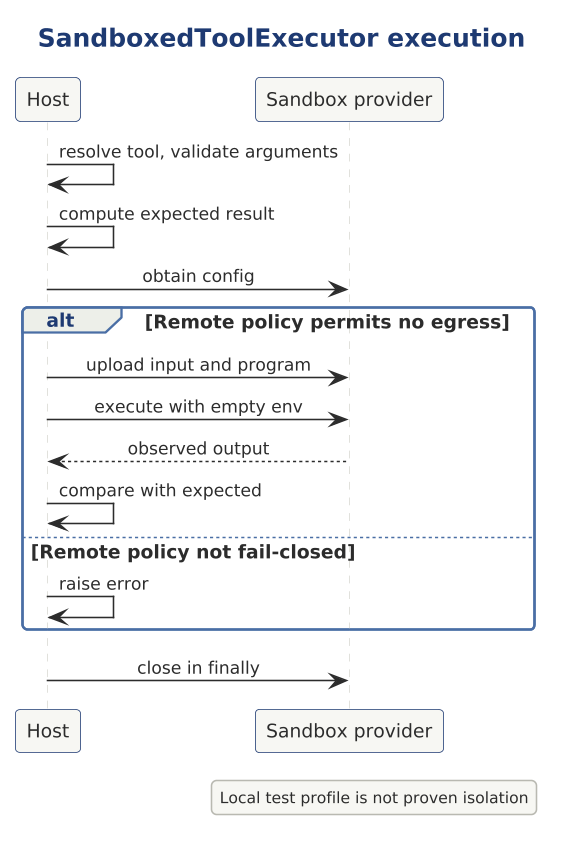 SandboxedToolExecutor execution
Host
Sandbox provider
resolve tool, validate arguments
compute expected result
obtain config
alt
[Remote policy permits no egress]
upload input and program
execute with empty env
observed output
compare with expected
[Remote policy not fail-closed]
raise error
close in finally
Host
Sandbox provider
Local test profile is not proven isolation